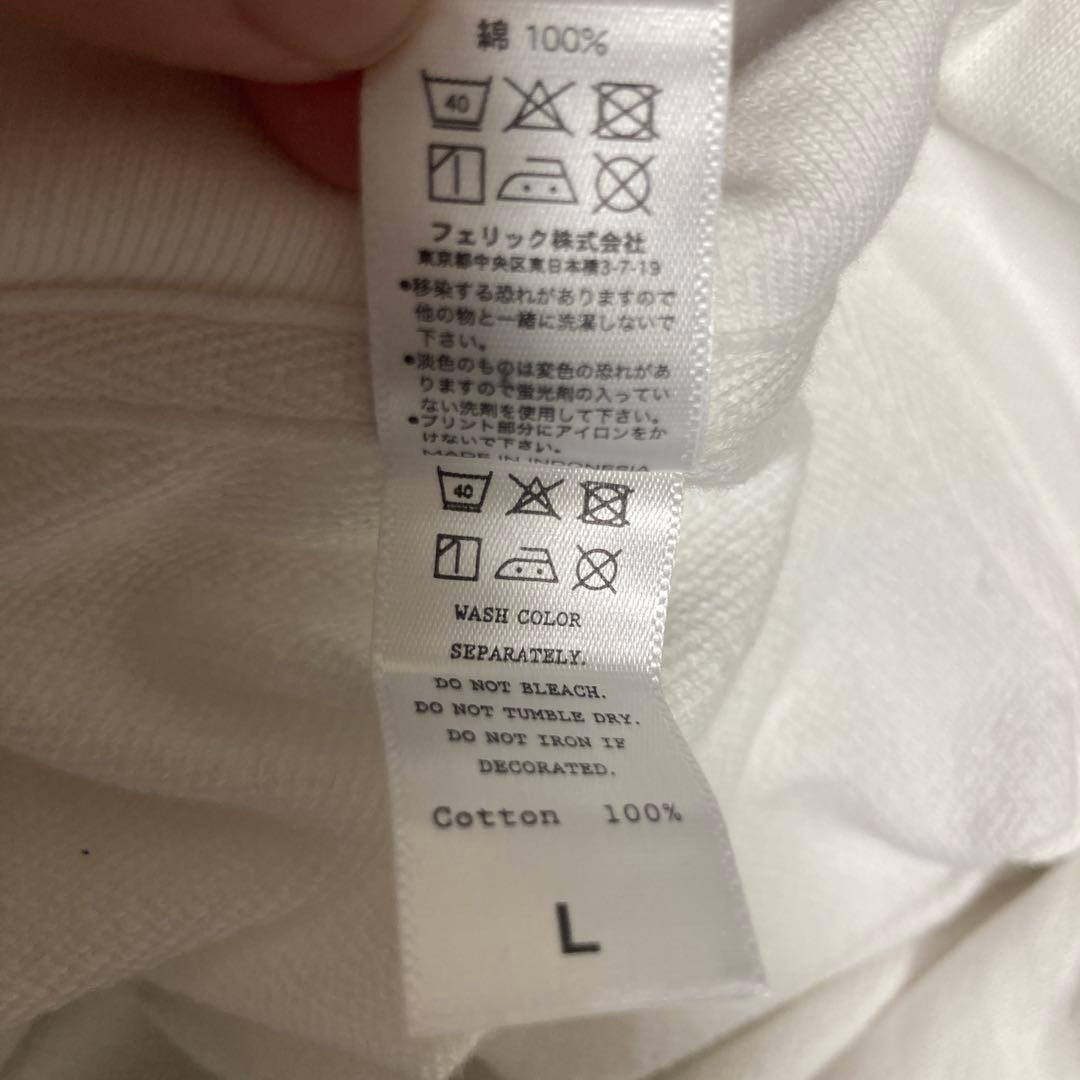 綿 100%
40
フェリック株式会社
東京都中央区東日本橋3-7-19
•移染する恐れがありますので
他の物と一緒に洗濯しないで
下さい。
•淡色のものは変色の恐れがあ
りますので蛍光剤の入ってい
ない洗剤を使用して下さい。
•プリント部分にアイロンをか
けないで下さい。
MADE IN INDONESIA
40
WASH COLOR
SEPARATELY.
DO NOT BLEACH.
DO NOT TUMBLE DRY.
DO NOT IRON IF
DECORATED.
Cotton 100%
L